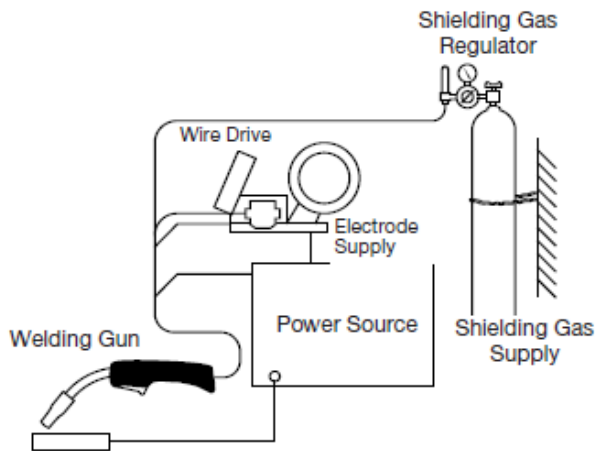 Shielding Gas
Regulator
Wire Drive
Electrode
Supply
Power Source
Shielding Gas
Supply
Welding Gun